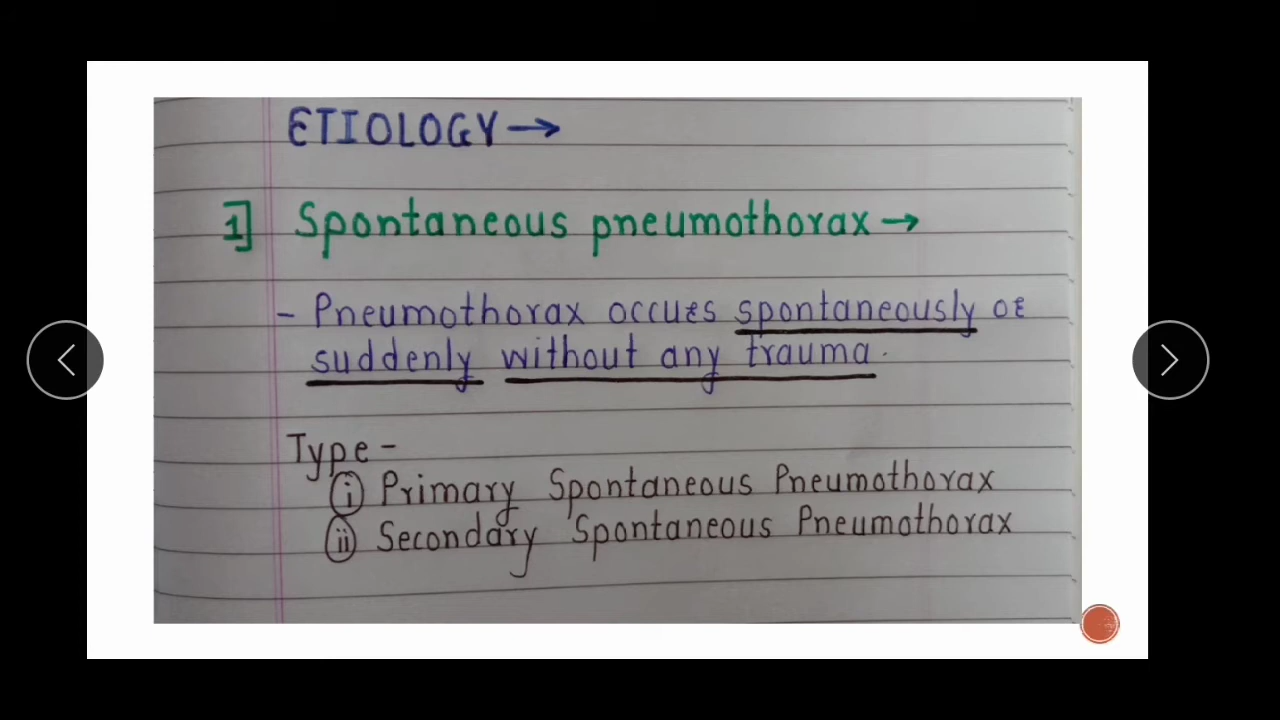 ETIOLOGY →
1] Spontaneous pneumothorax →
- Pneumothorax occurs spontaneously or
suddenly without any trauma.
Type -
(i) Primary Spontaneous Pneumothorax
(ii) Secondary Spontaneous Pneumothorax